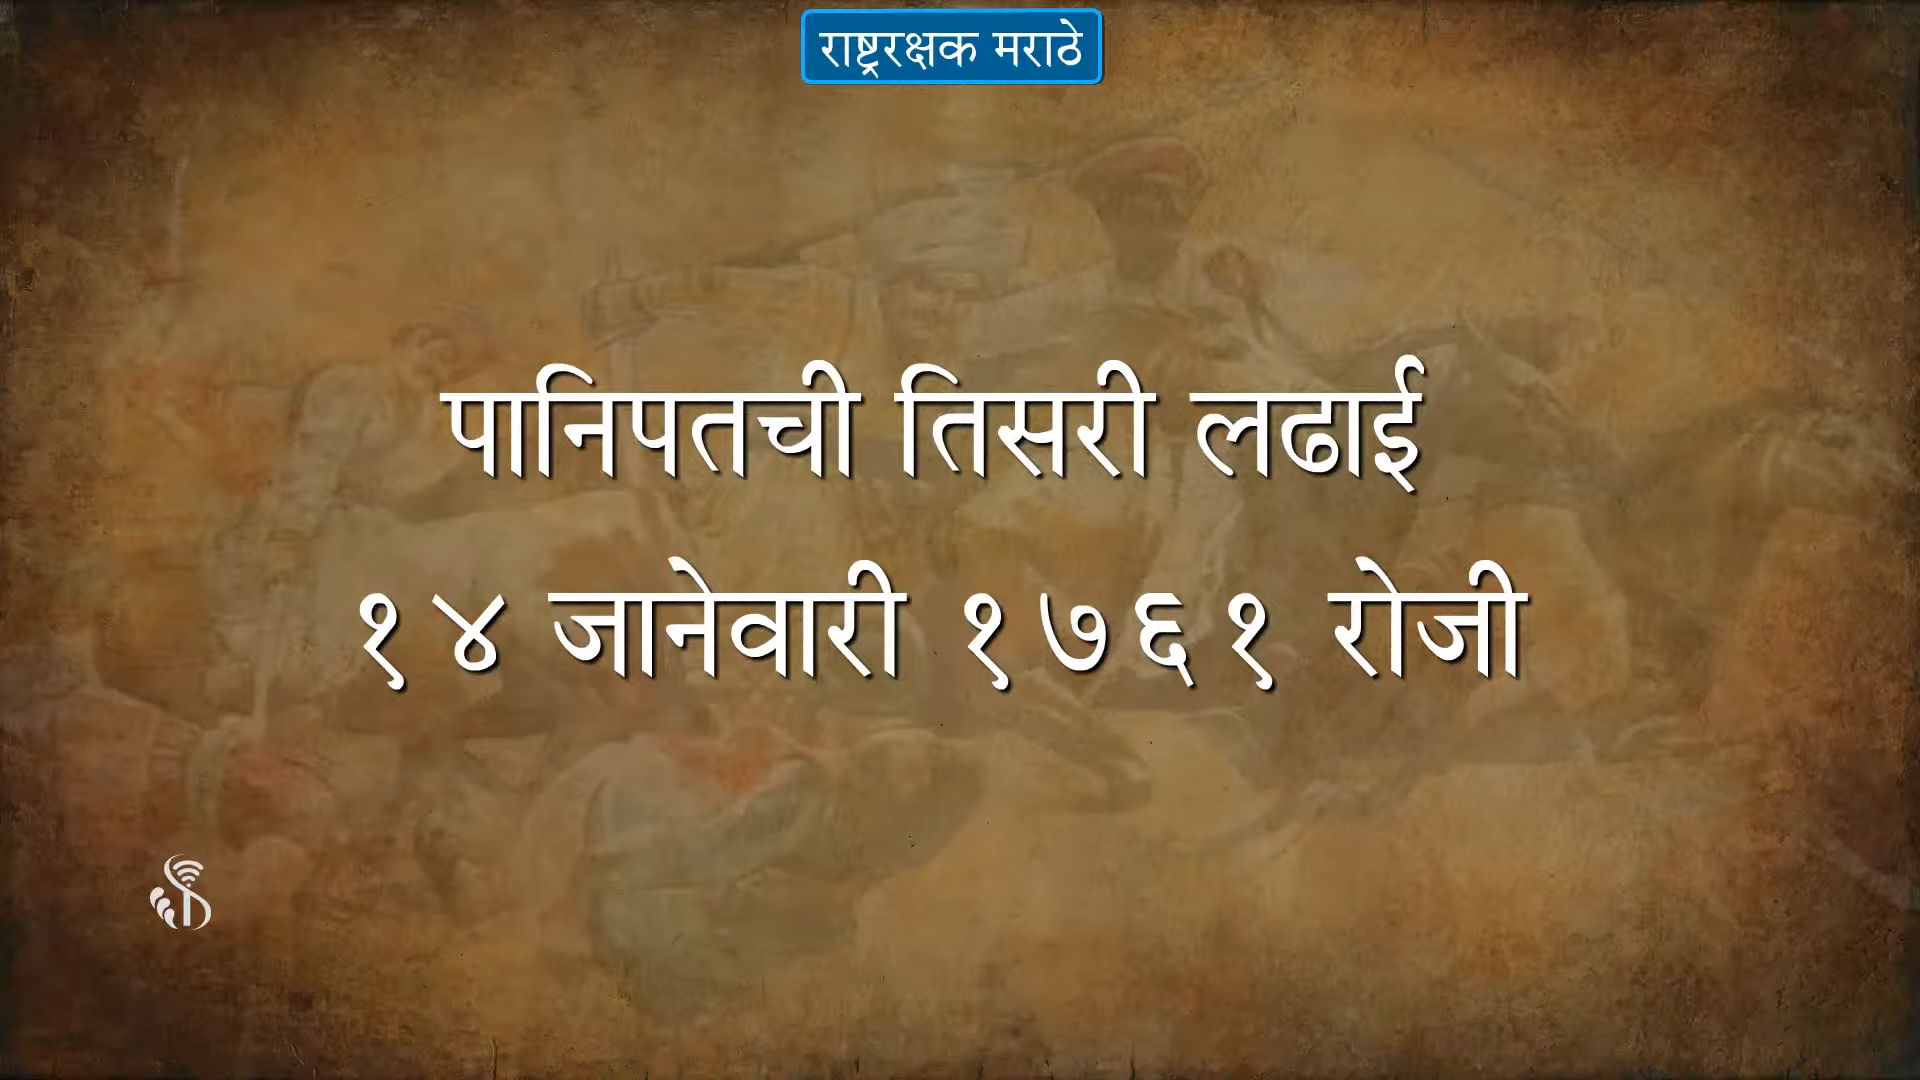 राष्ट्ररक्षक मराठे
पानिपतची तिसरी लढाई
१४ जानेवारी १७६१ रोजी